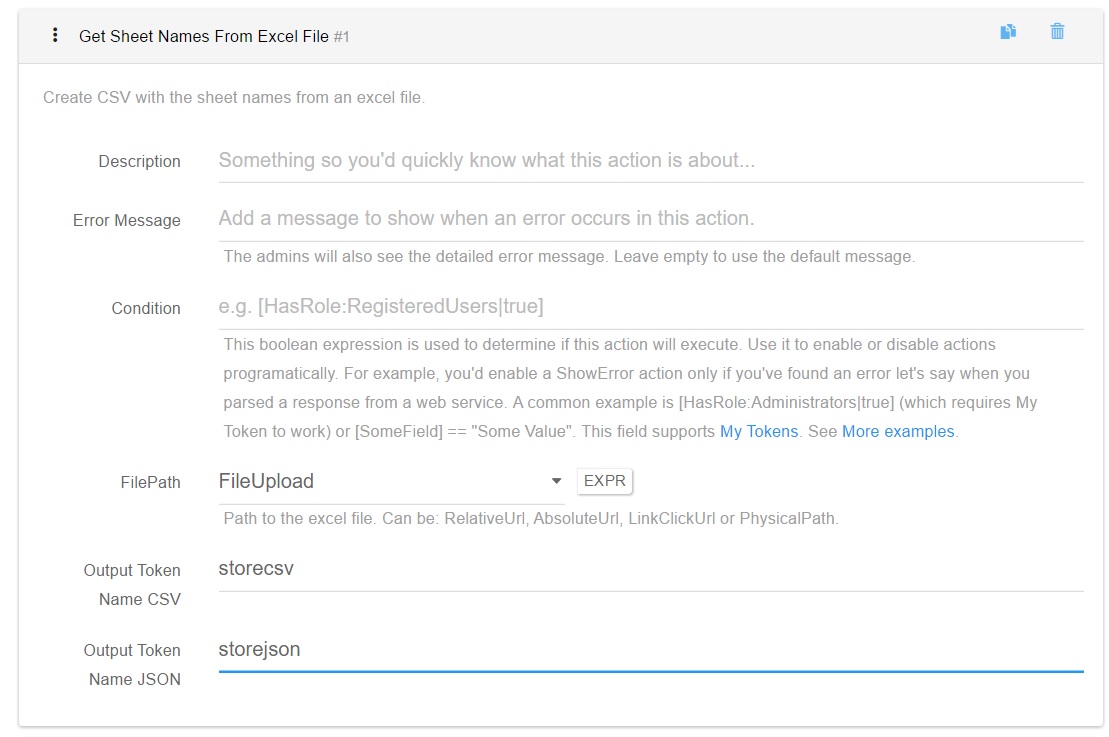 Get Sheet Names From Excel File #1
Create CSV with the sheet names from an excel file.
Description
Something so you'd quickly know what this action is about...
Error Message
Add a message to show when an error occurs in this action.
The admins will also see the detailed error message. Leave empty to use the default message.
Condition
e.g. [HasRole:RegisteredUsers|true]
This boolean expression is used to determine if this action will execute. Use it to enable or disable actions
programatically. For example, you'd enable a ShowError action only if you've found an error let's say when you
parsed a response from a web service. A common example is [HasRole:Administrators|true] (which requires My
Token to work) or [SomeField] == "Some Value". This field supports My Tokens. See More examples.
FilePath
FileUpload
EXPR
Path to the excel file. Can be: RelativeUrl, AbsoluteUrl, LinkClickUrl or PhysicalPath.
Output Token
Name CSV
storecsv
Output Token
Name JSON
storejson